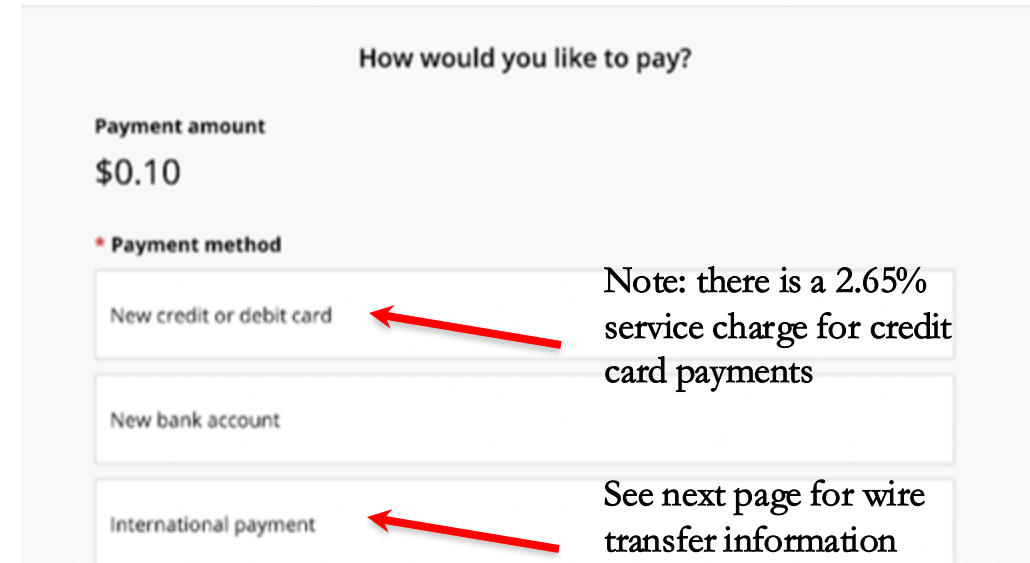 How would you like to pay?
Payment amount
$0.10
* Payment method
New credit or debit card
Note: there is a 2.65%
service charge for credit
card payments
New bank account
International payment
See next page for wire
transfer information